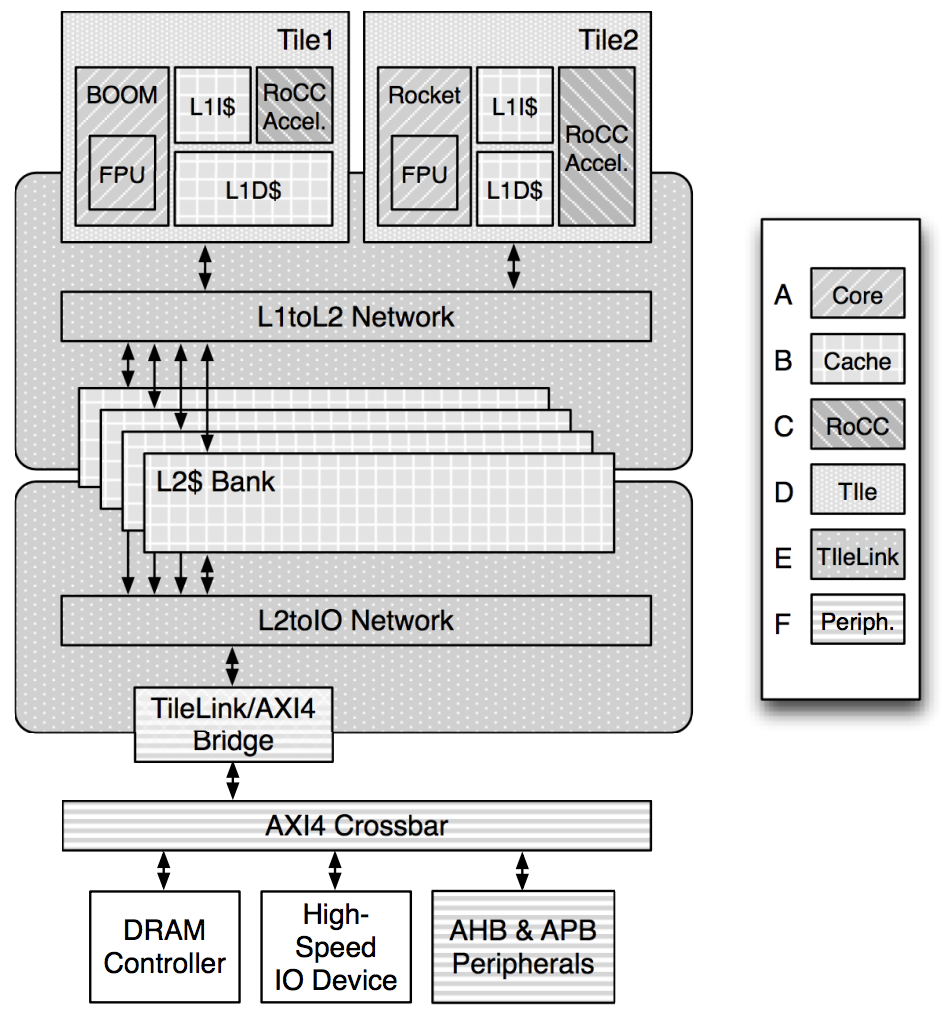 Tile1
BOOM
FPU
L1I$
RoCC
Accel.
L1D$
Tile2
Rocket
FPU
L1I$
L1D$
RoCC
Accel.
L1toL2 Network
L2$ Bank
L2toIO Network
TileLink/AXI4
Bridge
AXI4 Crossbar
DRAM
Controller
High-
Speed
IO Device
AHB & APB
Peripherals
A Core
B Cache
C RoCC
D TIle
E TIleLink
F Periph.